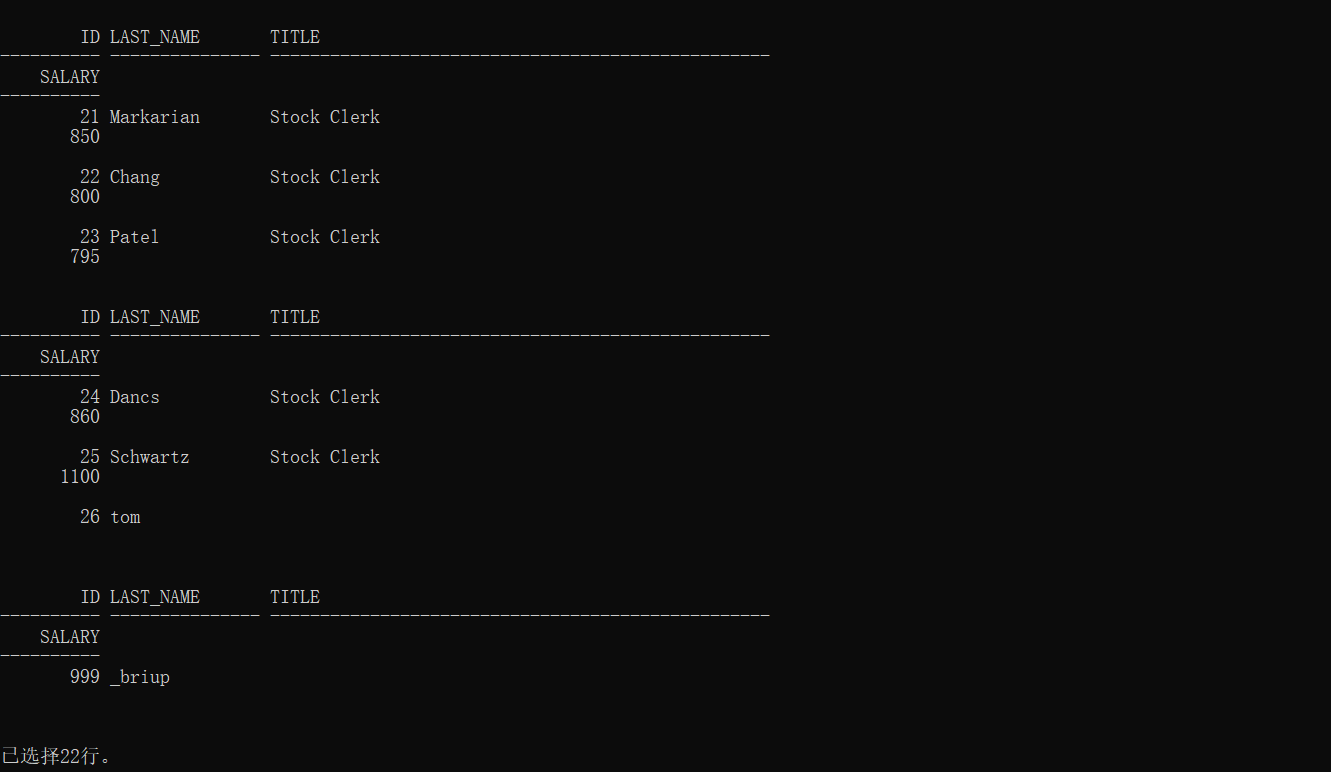 ID LAST_NAME TITLE
---------- --------------- --------------------------------------------------
SALARY
----------
21 Markarian Stock Clerk
850
22 Chang Stock Clerk
800
23 Patel Stock Clerk
795
ID LAST_NAME TITLE
---------- --------------- --------------------------------------------------
SALARY
----------
24 Dancs Stock Clerk
860
25 Schwartz Stock Clerk
1100
26 tom
ID LAST_NAME TITLE
---------- --------------- --------------------------------------------------
SALARY
----------
999 _briup
已选择22行。